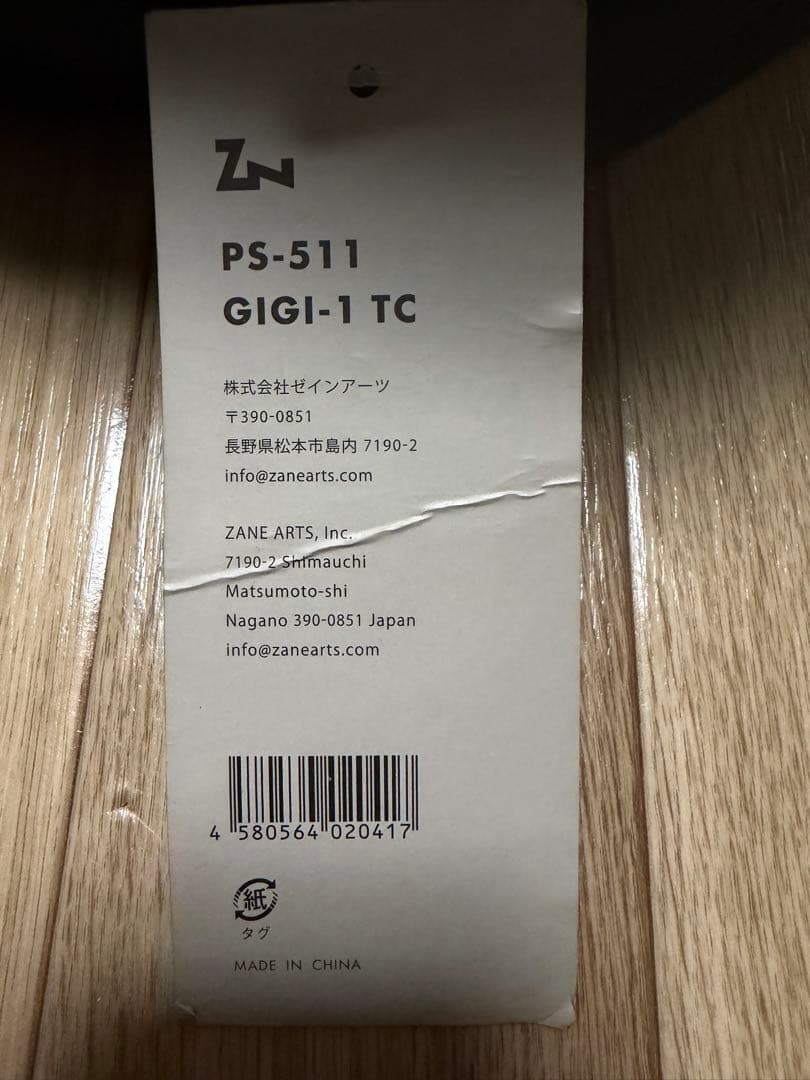 ZN
PS-511
GIGI-1 TC
株式会社ゼインアーツ
〒390-0851
長野県松本市島内 7190-2
info@zanearts.com
ZANE ARTS, Inc.
7190-2 Shimauchi
Matsumoto-shi
Nagano 390-0851 Japan
info@zanearts.com
4 580564 020417
紙
タグ
MADE IN CHINA